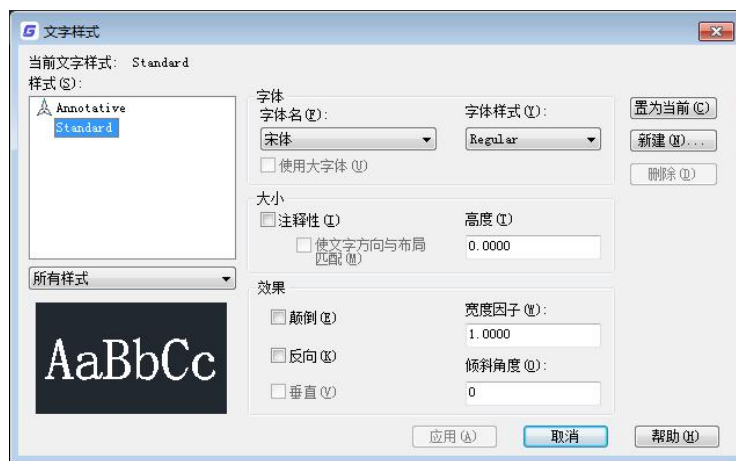 文字样式
当前文字样式: Standard
样式(S):
Annotative
Standard
所有样式
AaBbCc
字体
字体名(F):
宋体
使用大字体(U)
字体样式(Y):
Regular
大小
注释性(I)
使文字方向与布局
匹配(M)
高度(T)
0.0000
效果
颠倒(E)
反向(K)
垂直(V)
宽度因子(W):
1.0000
倾斜角度(O):
0
置为当前(C)
新建(N)...
删除(D)
应用(A)
取消
帮助(H)